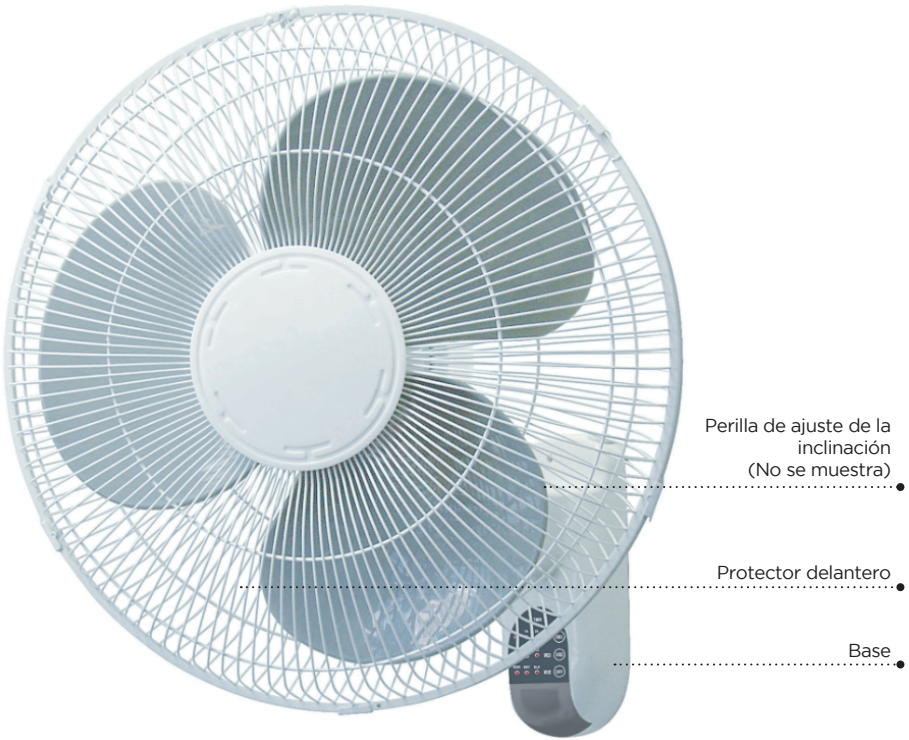 Perilla de ajuste de la
inclinación
(No se muestra)
Protector delantero
Base